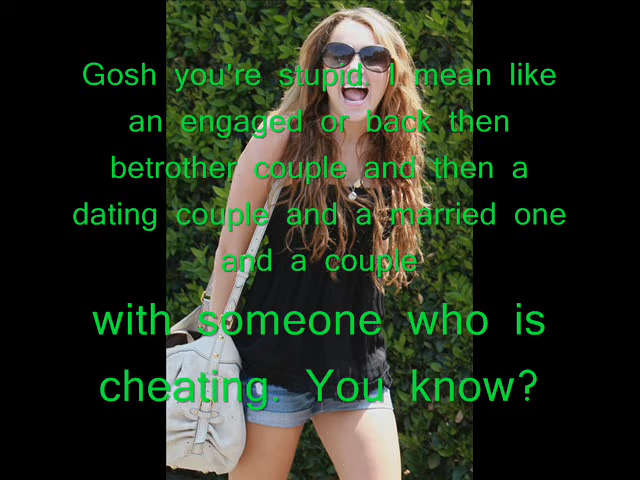 Gosh you're stupid. I mean like
an engaged or back then
betrother couple and then a
dating couple and a married one
and a couple
with someone who is
cheating. You know?